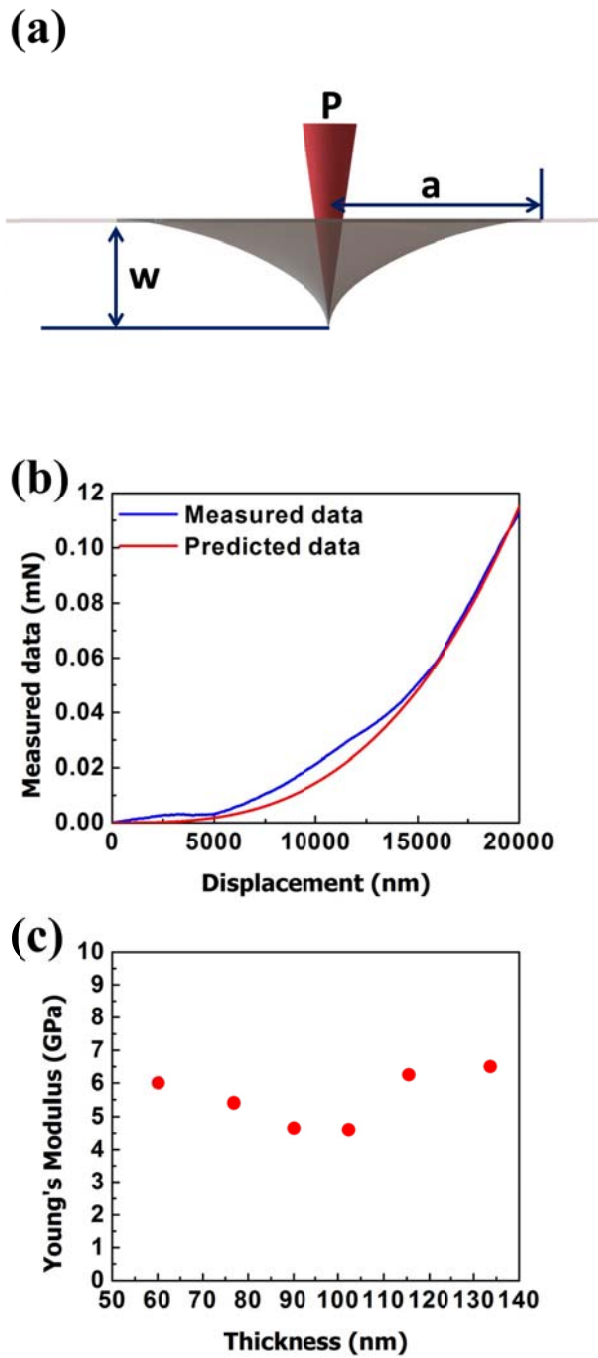 (a)
P
a
w
(b)
0.12
Measured data
Predicted data
0.10
0.08
0.06
0.04
0.02
0.00
Measured data (mN)
0 5000 10000 15000 20000
Displacement (nm)
(c)
10
9
8
7
6
5
4
3
2
1
0
Young's Modulus (GPa)
50 60 70 80 90 100 110 120 130 140
Thickness (nm)